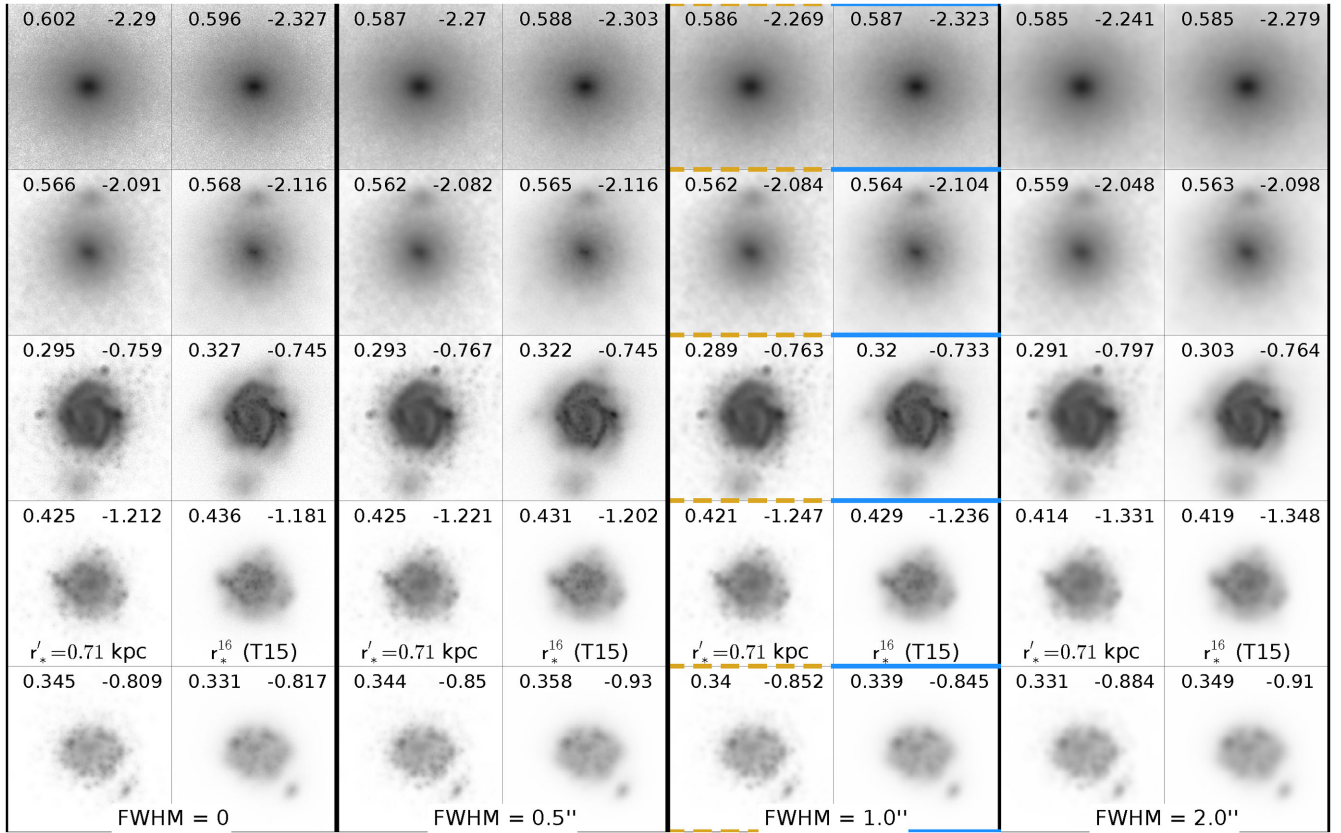 0.602 -2.29 0.596 -2.327 0.587 -2.27 0.588 -2.303 0.586 -2.269 0.587 -2.323 0.585 -2.241 0.585 -2.279
0.566 -2.091 0.568 -2.116 0.562 -2.082 0.565 -2.116 0.562 -2.084 0.564 -2.104 0.559 -2.048 0.563 -2.098
0.295 -0.759 0.327 -0.745 0.293 -0.767 0.322 -0.745 0.289 -0.763 0.32 -0.733 0.291 -0.797 0.303 -0.764
0.425 -1.212 0.436 -1.181 0.425 -1.221 0.431 -1.202 0.421 -1.247 0.429 -1.236 0.414 -1.331 0.419 -1.348
r′₊=0.71 kpc r₊¹⁶ (T15) r′₊=0.71 kpc r₊¹⁶ (T15) r′₊=0.71 kpc r₊¹⁶ (T15) r′₊=0.71 kpc r₊¹⁶ (T15)
0.345 -0.809 0.331 -0.817 0.344 -0.85 0.358 -0.93 0.34 -0.852 0.339 -0.845 0.331 -0.884 0.349 -0.91
FWHM = 0 FWHM = 0.5'' FWHM = 1.0'' FWHM = 2.0''